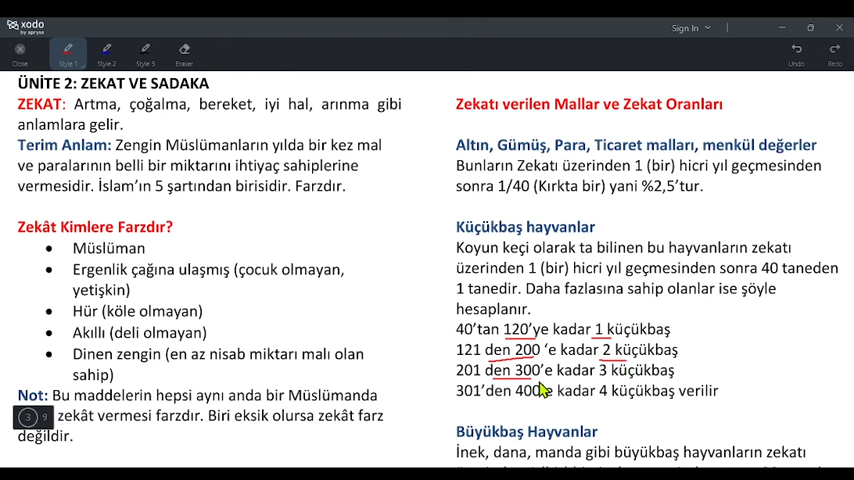 xodo
by apryse
Sign In
Close
Style 1
Style 2
Style 3
Eraser
Undo
Redo
ÜNİTE 2: ZEKAT VE SADAKA
ZEKAT: Artma, çoğalma, bereket, iyi hal, arınma gibi
anlamlara gelir.
Terim Anlam: Zengin Müslümanların yılda bir kez mal
ve paralarının belli bir miktarını ihtiyaç sahiplerine
vermesidir. İslam’ın 5 şartından birisidir. Farzdır.
Zekât Kimlere Farzdır?
• Müslüman
• Ergenlik çağına ulaşmış (çocuk olmayan,
yetişkin)
• Hür (köle olmayan)
• Akıllı (deli olmayan)
• Dinen zengin (en az nisab miktarı malı olan
sahip)
Not: Bu maddelerin hepsi aynı anda bir Müslümanda
3 9
zekât vermesi farzdır. Biri eksik olursa zekât farz
değildir.
Zekatı verilen Mallar ve Zekat Oranları
Altın, Gümüş, Para, Ticaret malları, menkül değerler
Bunların Zekatı üzerinden 1 (bir) hicri yıl geçmesinden
sonra 1/40 (Kırkta bir) yani %2,5’tur.
Küçükbaş hayvanlar
Koyun keçi olarak ta bilinen bu hayvanların zekatı
üzerinden 1 (bir) hicri yıl geçmesinden sonra 40 taneden
1 tanedir. Daha fazlasına sahip olanlar ise şöyle
hesaplanır.
40’tan 120’ye kadar 1 küçükbaş
121 den 200 ‘e kadar 2 küçükbaş
201 den 300’e kadar 3 küçükbaş
301’den 400’e kadar 4 küçükbaş verilir
Büyükbaş Hayvanlar
İnek, dana, manda gibi büyükbaş hayvanların zekatı